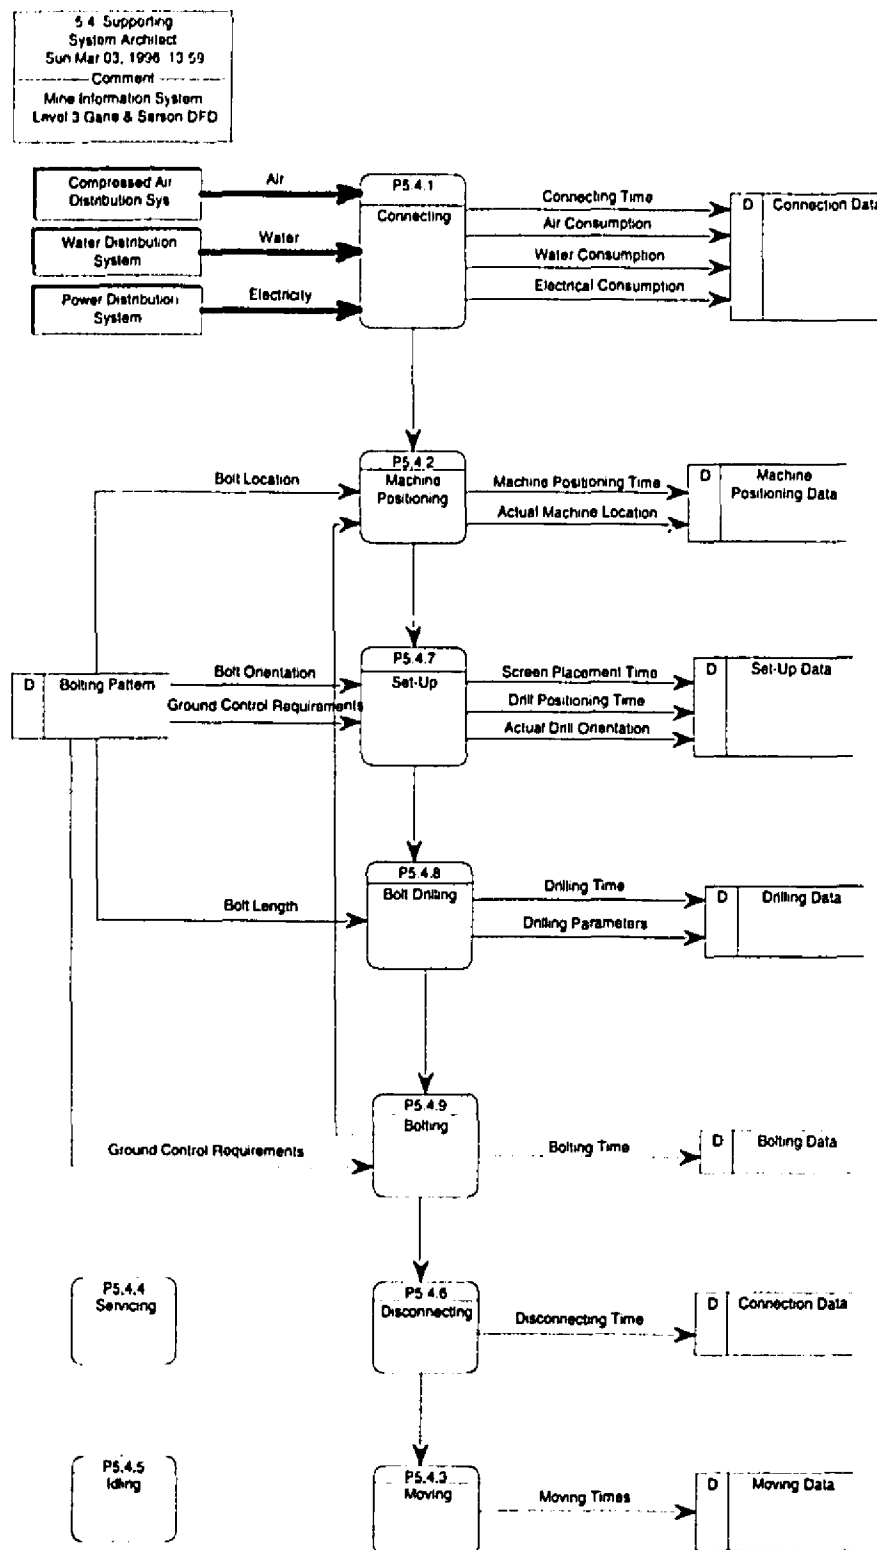 5.4 Supporting
System Architect
Sun Mar 03, 1996 13:59
Comment
Mine Information System
Level 3 Gane & Sarson DFD
Compressed Air
Distribution Sys
Air
P5.4.1
Connecting
Connecting Time
Air Consumption
Water Consumption
Electrical Consumption
D
Connection Data
Water Distribution
System
Water
Power Distribution
System
Electricity
Bolt Location
P5.4.2
Machine
Positioning
Machine Positioning Time
Actual Machine Location
D
Machine
Positioning Data
D
Bolting Pattern
Bolt Orientation
Ground Control Requirements
P5.4.7
Set-Up
Screen Placement Time
Drill Positioning Time
Actual Drill Orientation
D
Set-Up Data
Bolt Length
P5.4.8
Bolt Drilling
Drilling Time
Drilling Parameters
D
Drilling Data
Ground Control Requirements
P5.4.9
Bolting
Bolting Time
D
Bolting Data
P5.4.4
Servicing
P5.4.6
Disconnecting
Disconnecting Time
D
Connection Data
P5.4.5
Idling
P5.4.3
Moving
Moving Times
D
Moving Data